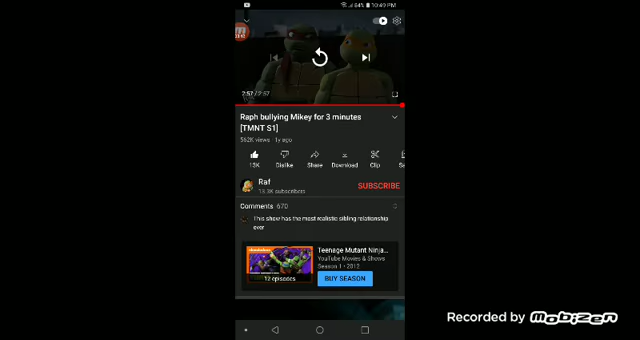 64% 10:49 PM
2:57 / 2:57
Raph bullying Mikey for 3 minutes
[TMNT S1]
562K views · 1y ago
13K Dislike Share Download Clip
Raf
13.3K subscribers
SUBSCRIBE
Comments 670
This show has the most realistic sibling relationship
ever
Teenage Mutant Ninja...
YouTube Movies & Shows
Season 1 • 2012
12 episodes
BUY SEASON
Recorded by Mobizen